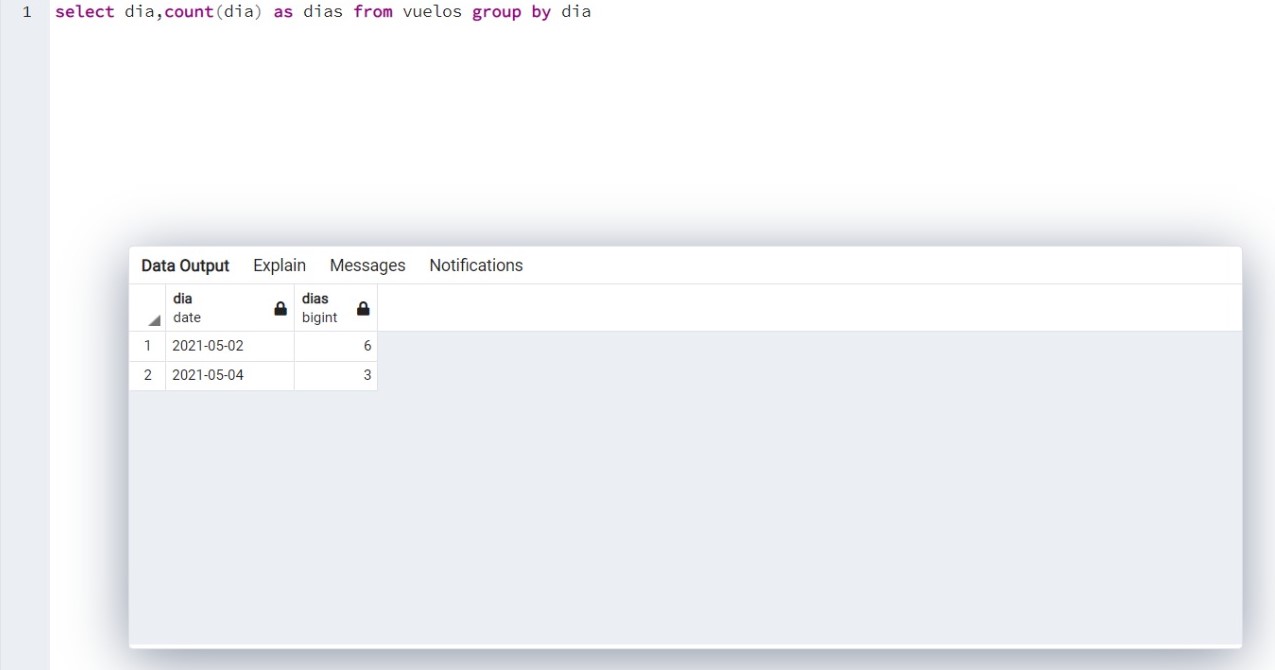 1 select dia,count(dia) as dias from vuelos group by dia
Data Output Explain Messages Notifications
dia dias
date bigint
1 2021-05-02 6
2 2021-05-04 3